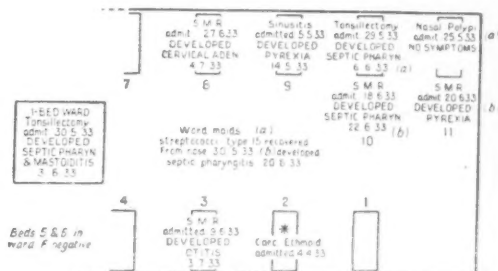 S M R
admit. 27.6.33
DEVELOPED
CERVICAL ADEN
4.7.33
8
Sinusitis
admitted 5.5.33
DEVELOPED
PYREXIA
14.5.33
9
Tonsillectomy
admit. 29.5.33
DEVELOPED
SEPTIC PHARYN
6.6.33 (a)
Nasal Polypi
admit. 25.5.33
NO SYMPTOMS
(a)
7
S M R
admit. 18.6.33
DEVELOPED
SEPTIC PHARYN
22.6.33 (b)
10
S M R
admit. 20.6.33
DEVELOPED
PYREXIA
11
(b)
1-BED WARD
Tonsillectomy
admit. 30.5.33
DEVELOPED
SEPTIC PHARYN
& MASTOIDITIS
3.6.33
Ward maids (a)
streptococci type 15 recovered
from nose 30.5.33 (b) developed
septic pharyngitis 20.6.33
Beds 5 & 6 in
ward F negative
4
3
S M R
admitted 9.6.33
DEVELOPED
OTITIS
3.7.33
2
*
Carc. Ethmoid
admitted 4.4.33
1